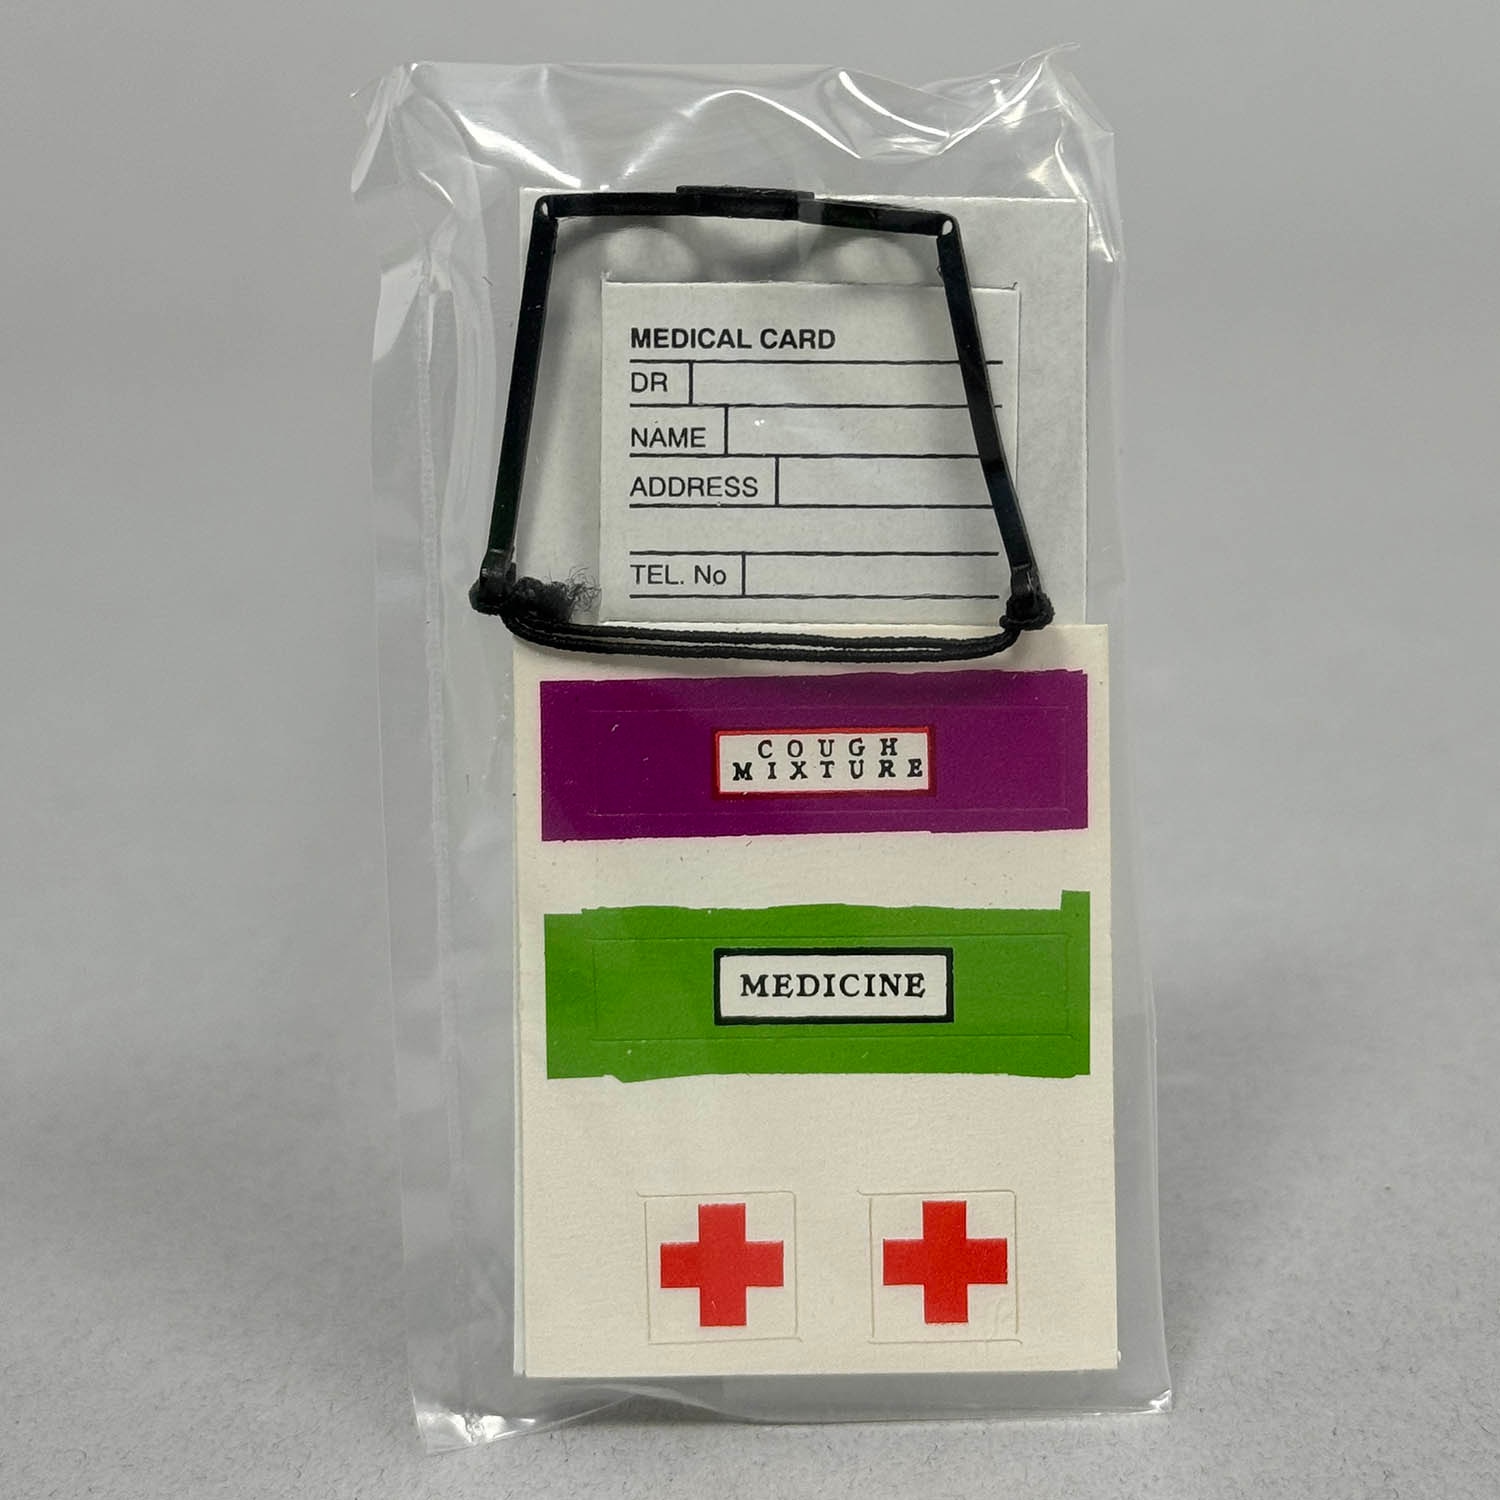 MEDICAL CARD
DR
NAME
ADDRESS
TEL. No
COUGH
MIXTURE
MEDICINE